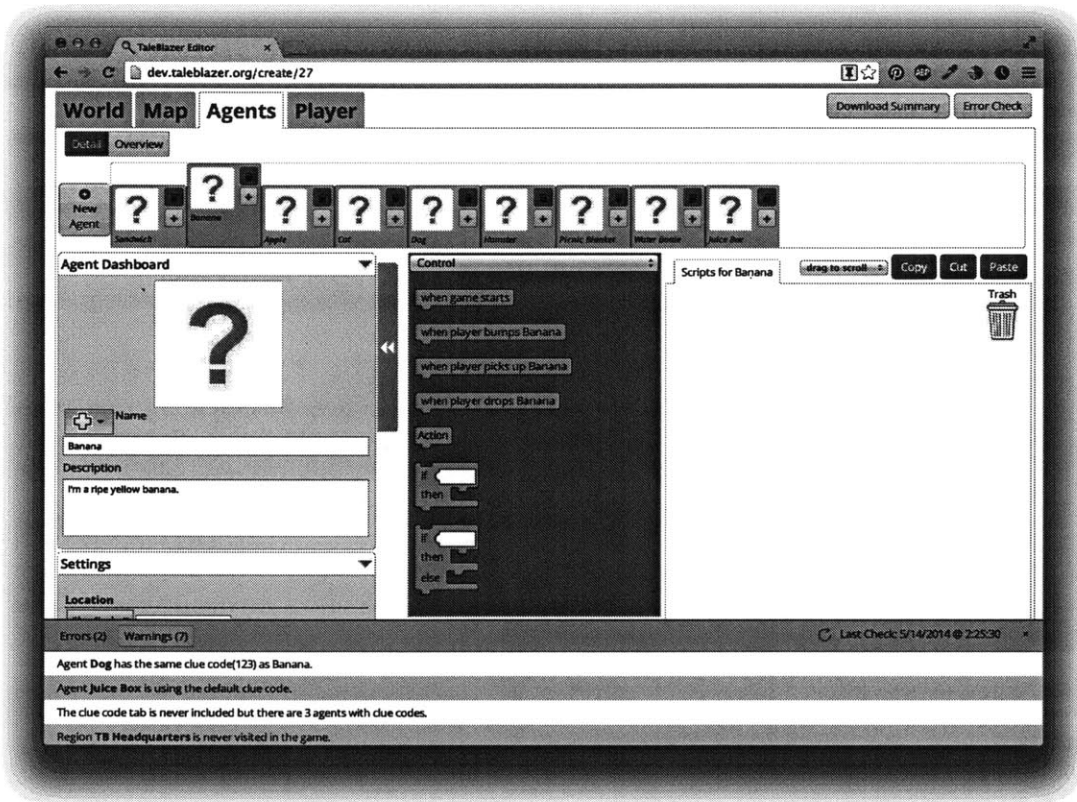 TaleBlazer Editor ×
dev.taleblazer.org/create/27
World Map Agents Player Download Summary Error Check
Detail Overview
New Agent
Sandwich Banana Apple Cat Dog Hamster Picnic Blanket Water Bottle Juice Box
Agent Dashboard
Name
Banana
Description
I'm a ripe yellow banana.
Settings
Location
Control
when game starts
when player bumps Banana
when player picks up Banana
when player drops Banana
Action
if
then
if
then
else
Scripts for Banana drag to scroll Copy Cut Paste
Trash
Errors (2) Warnings (7) Last Check: 5/14/2014 @ 2:25:30 ×
Agent Dog has the same clue code(123) as Banana.
Agent Juice Box is using the default clue code.
The clue code tab is never included but there are 3 agents with clue codes.
Region TB Headquarters is never visited in the game.